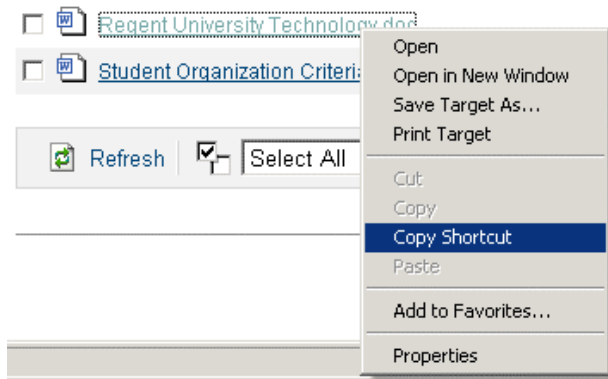 Regent University Technology.doc
Student Organization Criteri
Refresh
Select All
Open
Open in New Window
Save Target As...
Print Target
Cut
Copy
Copy Shortcut
Paste
Add to Favorites...
Properties